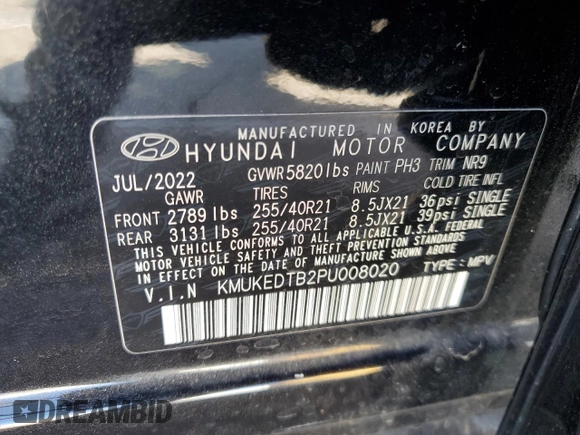 MANUFACTURED IN KOREA BY
HYUNDAI MOTOR COMPANY
JUL/2022 GVWR 5820 lbs PAINT PH3 TRIM NR9
GAWR TIRES RIMS COLD TIRE INFL
FRONT 2789 lbs 255/40R21 8.5JX21 36psi SINGLE
REAR 3131 lbs 255/40R21 8.5JX21 39psi SINGLE
THIS VEHICLE CONFORMS TO ALL APPLICABLE U.S.A. FEDERAL
MOTOR VEHICLE SAFETY AND THEFT PREVENTION STANDARDS
IN EFFECT ON THE DATE OF MANUFACTURE SHOWN ABOVE.
V.I.N KMUKEDTB2PU008020 TYPE : MPV
DREAMBID